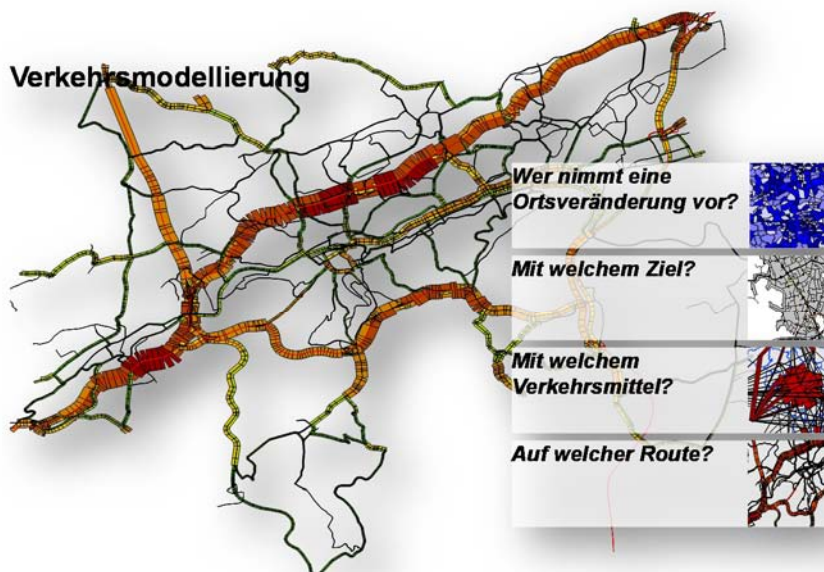 Verkehrsmodellierung
Wer nimmt eine
Ortsveränderung vor?
Mit welchem Ziel?
Mit welchem
Verkehrsmittel?
Auf welcher Route?